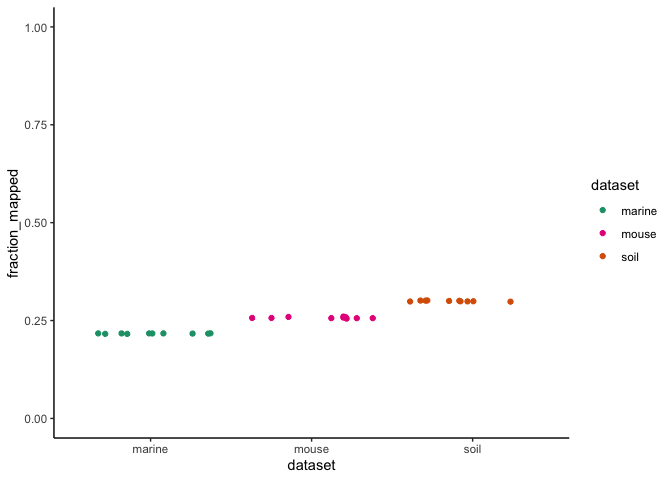 1.00
0.75
0.50
0.25
0.00
fraction_mapped
marine
mouse
soil
dataset
dataset
marine
mouse
soil